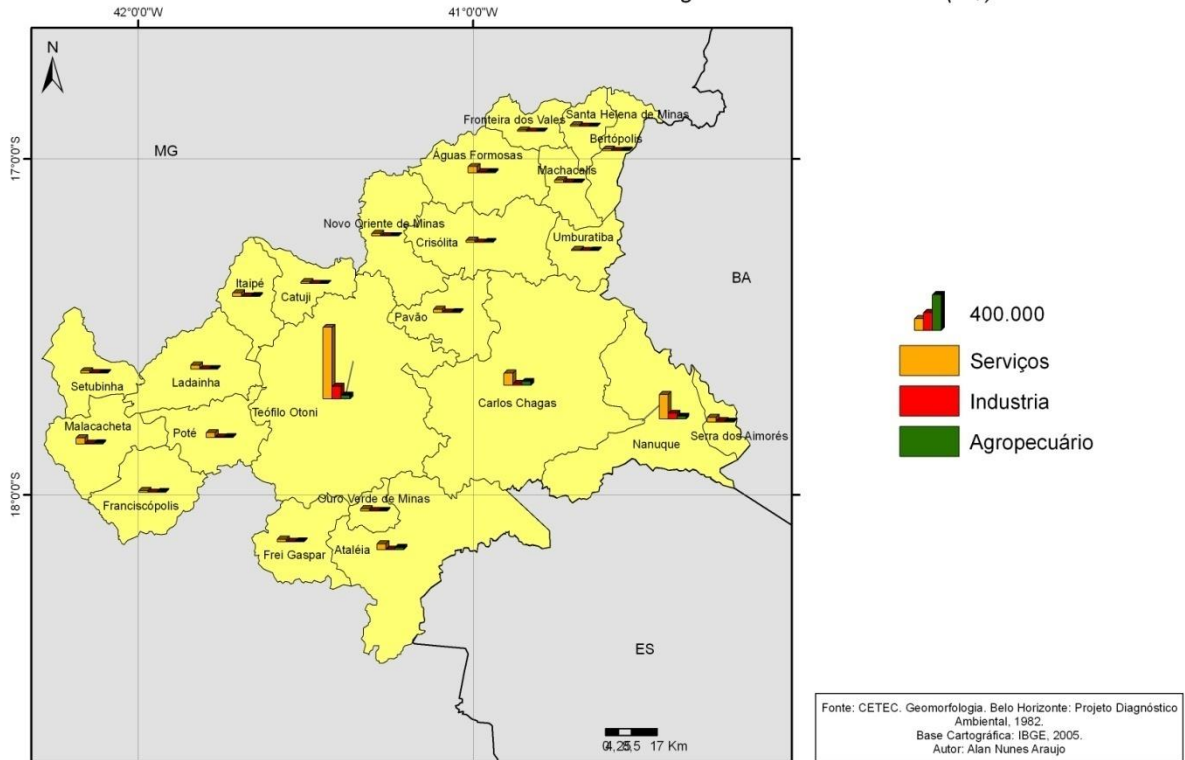 42°0'0"W
41°0'0"W
N
MG
17°0'0"S
Fronteira dos Vales
Santa Helena de Minas
Bertópolis
Águas Formosas
Machacalis
Novo Oriente de Minas
Crisólita
Umburatiba
BA
Itaipé
Catuji
Pavão
400.000
Serviços
Industria
Agropecuário
Setubinha
Ladainha
Teófilo Otoni
Carlos Chagas
Malacacheta
Poté
Nanuque
Serra dos Aimorés
18°0'0"S
Franciscópolis
Ouro Verde de Minas
Frei Gaspar
Ataléia
ES
17 Km
Fonte: CETEC. Geomorfologia. Belo Horizonte: Projeto Diagnóstico
Ambiental, 1982.
Base Cartográfica: IBGE, 2005.
Autor: Alan Nunes Araujo